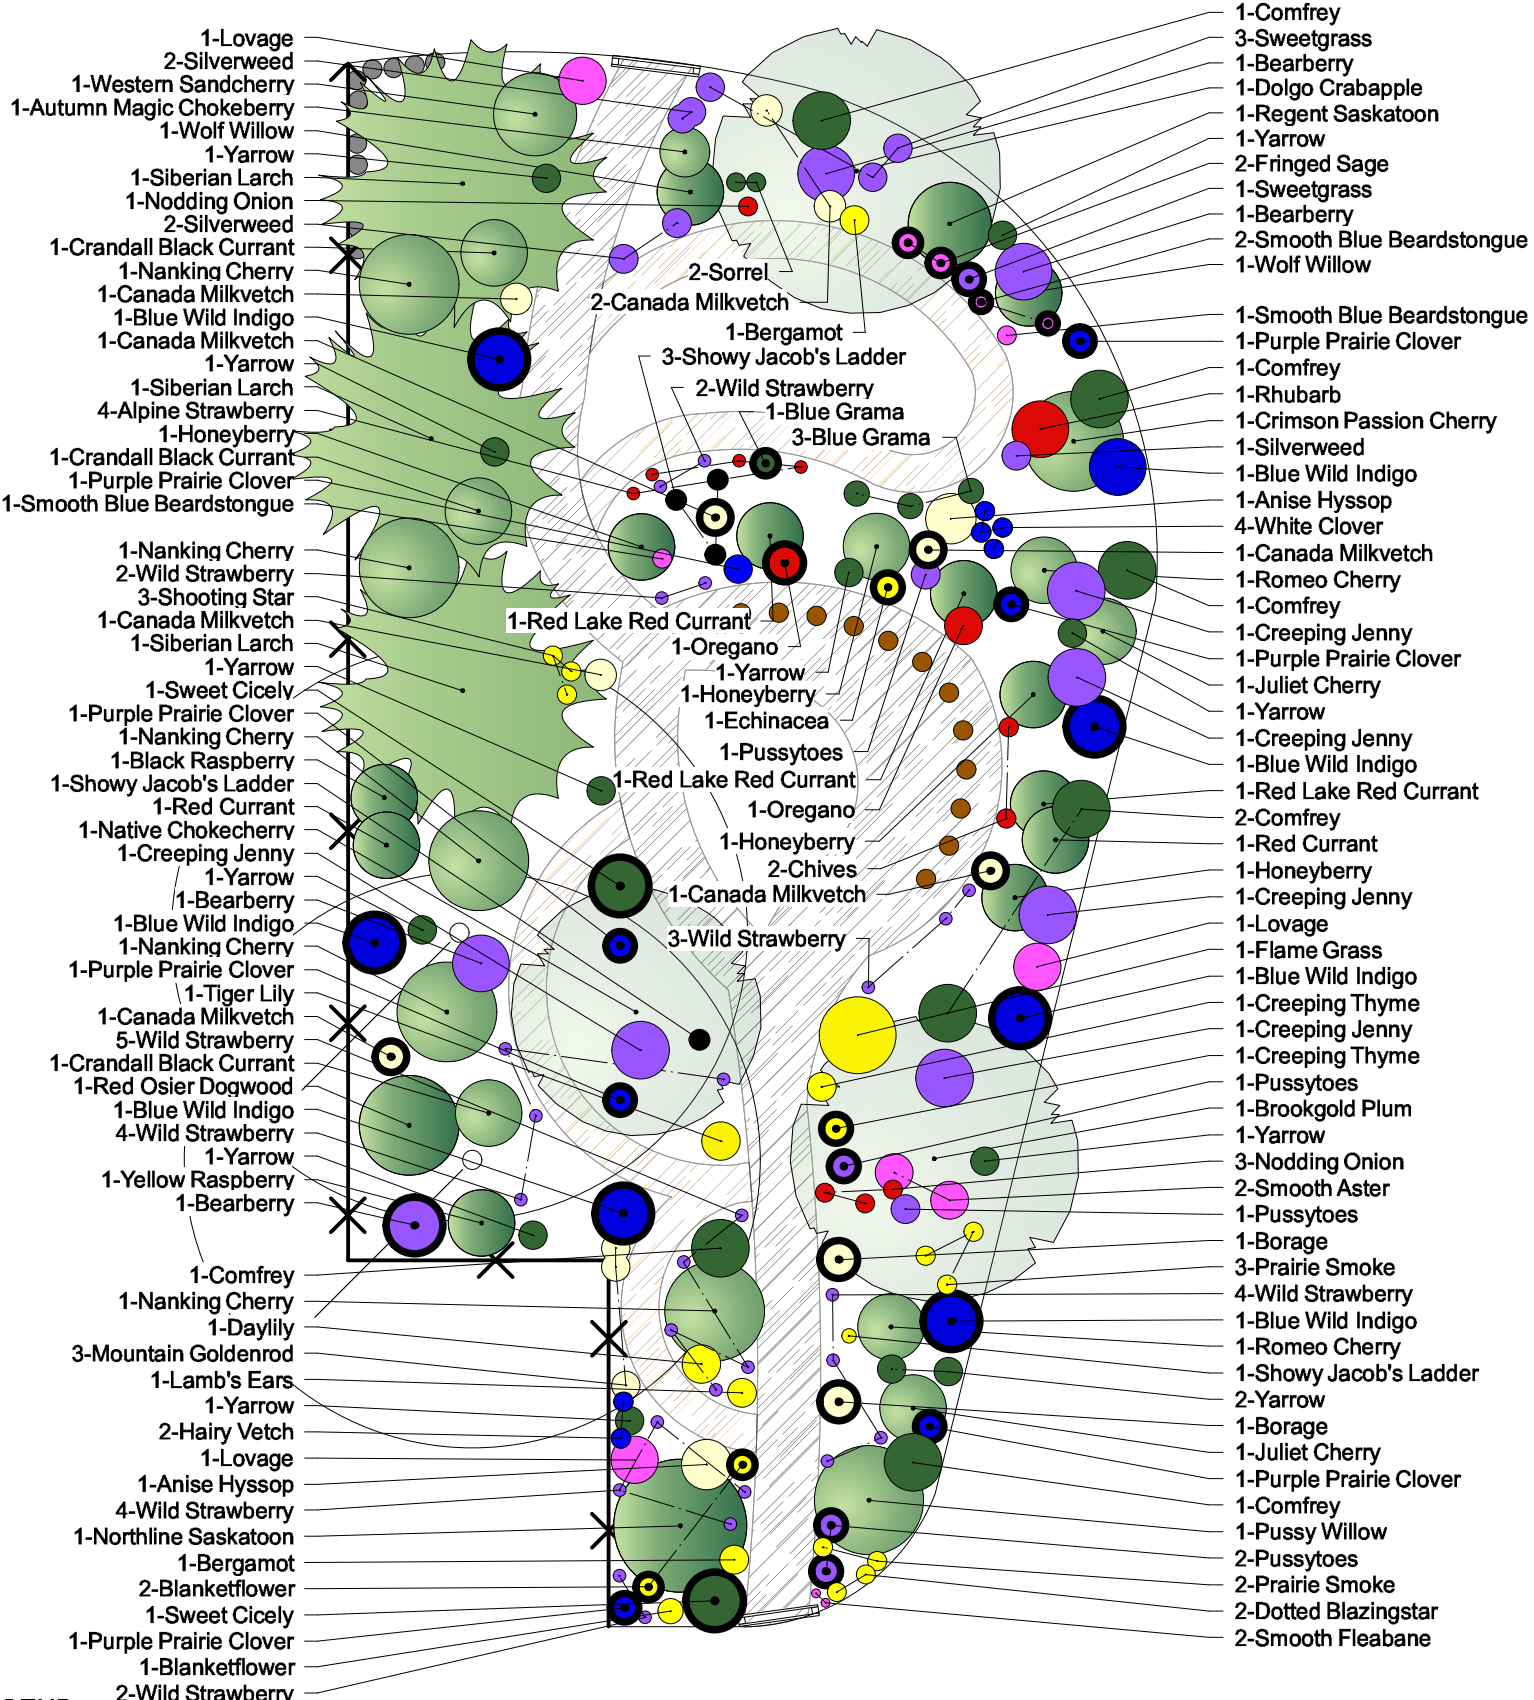 1-Lovage
2-Silverweed
1-Western Sandcherry
1-Autumn Magic Chokeberry
1-Wolf Willow
1-Yarrow
1-Siberian Larch
1-Nodding Onion
2-Silverweed
1-Crandall Black Currant
1-Nanking Cherry
1-Canada Milkvetch
1-Blue Wild Indigo
1-Canada Milkvetch
1-Yarrow
1-Siberian Larch
4-Alpine Strawberry
1-Honeyberry
1-Crandall Black Currant
1-Purple Prairie Clover
1-Smooth Blue Beardstongue
1-Nanking Cherry
2-Wild Strawberry
3-Shooting Star
1-Canada Milkvetch
1-Siberian Larch
1-Yarrow
1-Sweet Cicely
1-Purple Prairie Clover
1-Nanking Cherry
1-Black Raspberry
1-Showy Jacob's Ladder
1-Red Currant
1-Native Chokecherry
1-Creeping Jenny
1-Yarrow
1-Bearberry
1-Blue Wild Indigo
1-Nanking Cherry
1-Purple Prairie Clover
1-Tiger Lily
1-Canada Milkvetch
5-Wild Strawberry
1-Crandall Black Currant
1-Red Osier Dogwood
1-Blue Wild Indigo
4-Wild Strawberry
1-Yarrow
1-Yellow Raspberry
1-Bearberry
1-Comfrey
1-Nanking Cherry
1-Daylily
3-Mountain Goldenrod
1-Lamb's Ears
1-Yarrow
2-Hairy Vetch
1-Lovage
1-Anise Hyssop
4-Wild Strawberry
1-Northline Saskatoon
1-Bergamot
2-Blanketflower
1-Sweet Cicely
1-Purple Prairie Clover
1-Blanketflower
2-Wild Strawberry
2-Sorrel
2-Canada Milkvetch
1-Bergamot
3-Showy Jacob's Ladder
2-Wild Strawberry
1-Blue Grama
3-Blue Grama
1-Red Lake Red Currant
1-Oregano
1-Yarrow
1-Honeyberry
1-Echinacea
1-Pussytoes
1-Red Lake Red Currant
1-Oregano
1-Honeyberry
2-Chives
1-Canada Milkvetch
3-Wild Strawberry
1-Comfrey
3-Sweetgrass
1-Bearberry
1-Dolgo Crabapple
1-Regent Saskatoon
1-Yarrow
2-Fringed Sage
1-Sweetgrass
1-Bearberry
2-Smooth Blue Beardstongue
1-Wolf Willow
1-Smooth Blue Beardstongue
1-Purple Prairie Clover
1-Comfrey
1-Rhubarb
1-Crimson Passion Cherry
1-Silverweed
1-Blue Wild Indigo
1-Anise Hyssop
4-White Clover
1-Canada Milkvetch
1-Romeo Cherry
1-Comfrey
1-Creeping Jenny
1-Purple Prairie Clover
1-Juliet Cherry
1-Yarrow
1-Creeping Jenny
1-Blue Wild Indigo
1-Red Lake Red Currant
2-Comfrey
1-Red Currant
1-Honeyberry
1-Creeping Jenny
1-Lovage
1-Flame Grass
1-Blue Wild Indigo
1-Creeping Thyme
1-Creeping Jenny
1-Creeping Thyme
1-Pussytoes
1-Brookgold Plum
1-Yarrow
3-Nodding Onion
2-Smooth Aster
1-Pussytoes
1-Borage
3-Prairie Smoke
4-Wild Strawberry
1-Blue Wild Indigo
1-Romeo Cherry
1-Showy Jacob's Ladder
2-Yarrow
1-Borage
1-Juliet Cherry
1-Purple Prairie Clover
1-Comfrey
1-Pussy Willow
2-Pussytoes
2-Prairie Smoke
2-Dotted Blazingstar
2-Smooth Fleabane